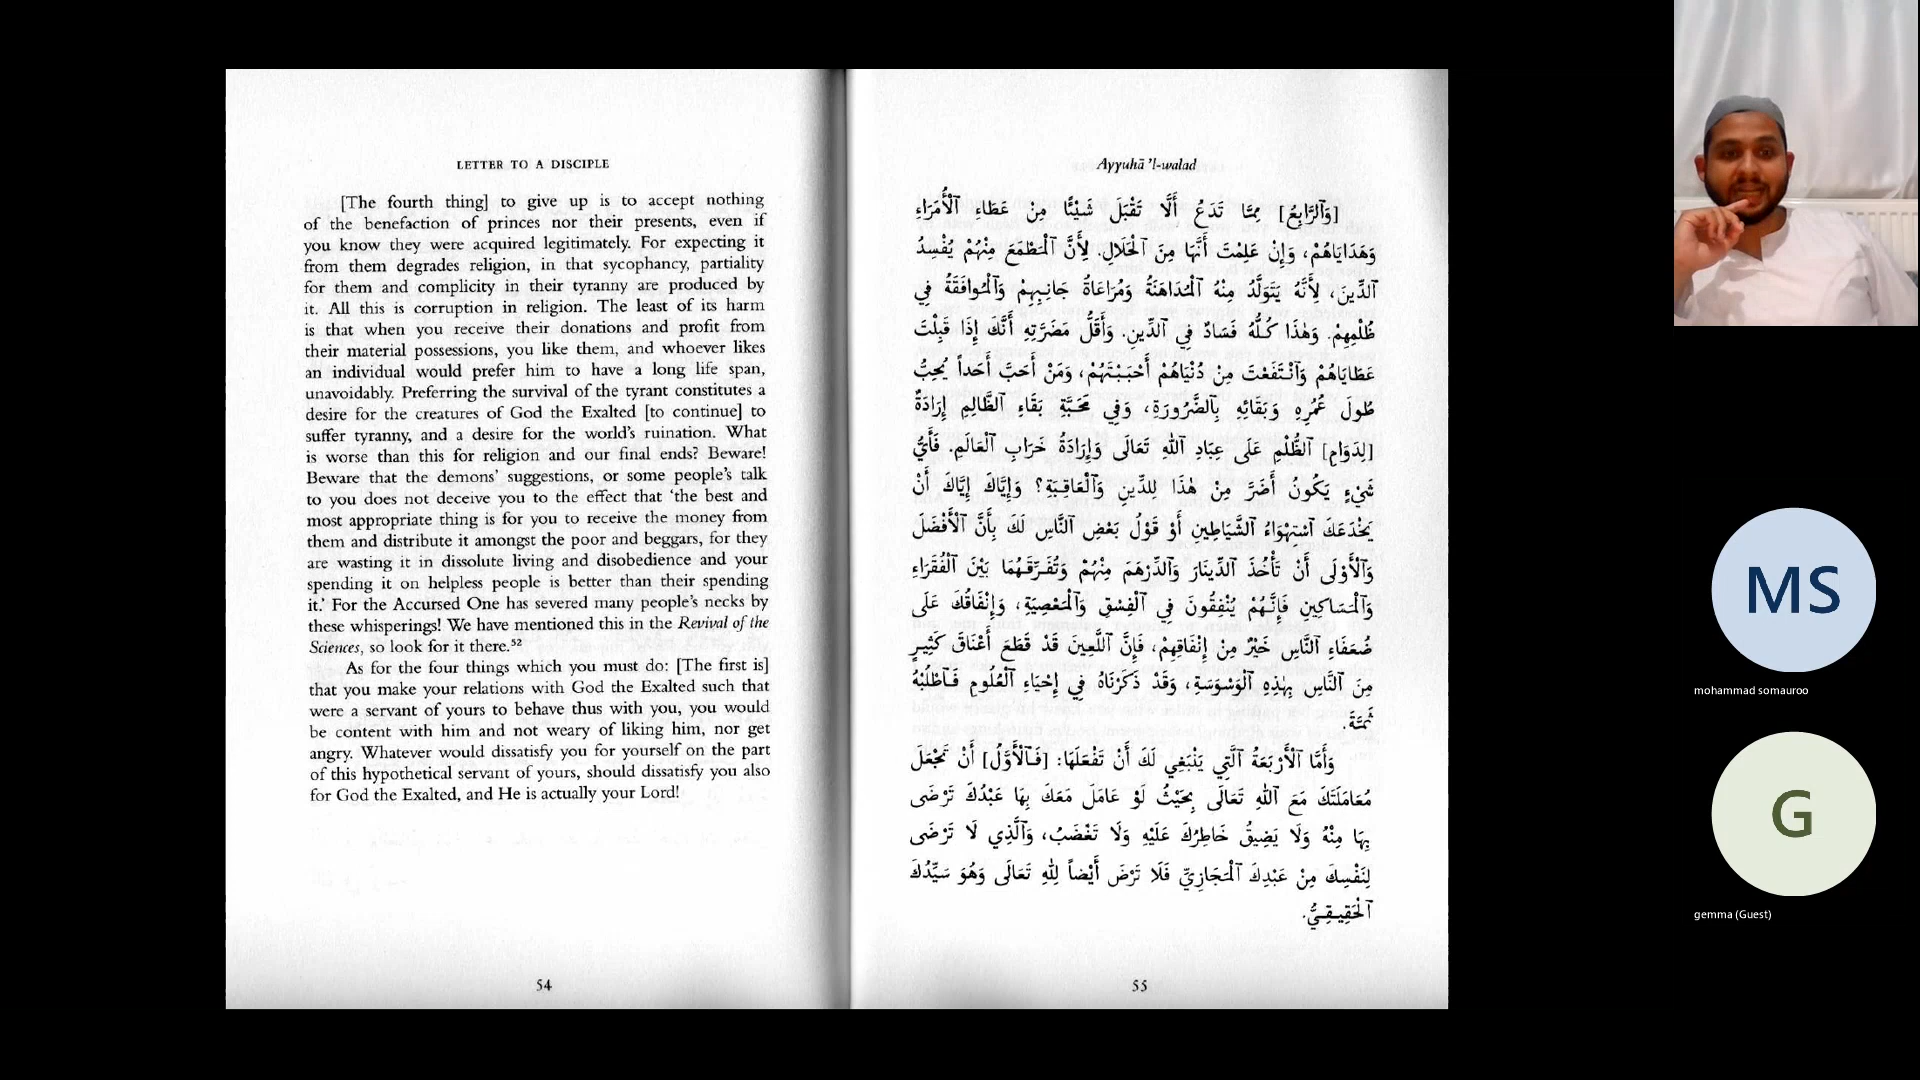 LETTER TO A DISCIPLE
[The fourth thing] to give up is to accept nothing
of the benefaction of princes nor their presents, even if
you know they were acquired legitimately. For expecting it
from them degrades religion, in that sycophancy, partiality
for them and complicity in their tyranny are produced by
it. All this is corruption in religion. The least of its harm
is that when you receive their donations and profit from
their material possessions, you like them, and whoever likes
an individual would prefer him to have a long life span,
unavoidably. Preferring the survival of the tyrant constitutes a
desire for the creatures of God the Exalted [to continue] to
suffer tyranny, and a desire for the world's ruination. What
is worse than this for religion and our final ends? Beware!
Beware that the demons' suggestions, or some people's talk
to you does not deceive you to the effect that 'the best and
most appropriate thing is for you to receive the money from
them and distribute it amongst the poor and beggars, for they
are wasting it in dissolute living and disobedience and your
spending it on helpless people is better than their spending
it.' For the Accursed One has severed many people's necks by
these whisperings! We have mentioned this in the Revival of the
Sciences, so look for it there.52
As for the four things which you must do: [The first is]
that you make your relations with God the Exalted such that
were a servant of yours to behave thus with you, you would
be content with him and not weary of liking him, nor get
angry. Whatever would dissatisfy you for yourself on the part
of this hypothetical servant of yours, should dissatisfy you also
for God the Exalted, and He is actually your Lord!
54
Ayyuhā 'l-walad
[وَٱلرَّابِعُ] مِمَّا تَدَعُ أَلَّا تَقْبَلَ شَيْئًا مِنْ عَطَاءِ ٱلْأُمَرَاءِ
وَهَدَايَاهُمْ، وَإِنْ عَلِمْتَ أَنَّهَا مِنَ ٱلْحَلَالِ. لِأَنَّ ٱلْمَطْمَعَ مِنْهُمْ يُفْسِدُ
ٱلدِّينَ، لِأَنَّهُ يَتَوَلَّدُ مِنْهُ ٱلْمُدَاهَنَةُ وَمُرَاعَاةُ جَانِبِهِمْ وَٱلْمُوَافَقَةُ فِي
ظُلْمِهِمْ. وَهٰذَا كُلُّهُ فَسَادٌ فِي ٱلدِّينِ. وَأَقَلُّ مَضَرَّتِهِ أَنَّكَ إِذَا قَبِلْتَ
عَطَايَاهُمْ وَٱنْتَفَعْتَ مِنْ دُنْيَاهُمْ أَحْبَبْتَهُمْ، وَمَنْ أَحَبَّ أَحَداً يُحِبُّ
طُولَ عُمُرِهِ وَبَقَائِهِ بِٱلضَّرُورَةِ، وَفِي مَحَبَّةِ بَقَاءِ ٱلظَّالِمِ إِرَادَةٌ
[لِدَوَامِ] ٱلظُّلْمِ عَلَى عِبَادِ ٱللهِ تَعَالَى وَإِرَادَةُ خَرَابِ ٱلْعَالَمِ. فَأَيُّ
شَيْءٍ يَكُونُ أَضَرَّ مِنْ هٰذَا لِلدِّينِ وَٱلْعَاقِبَةِ؟ وَإِيَّاكَ إِيَّاكَ أَنْ
يَخْدَعَكَ ٱسْتِهْوَاءُ ٱلشَّيَاطِينِ أَوْ قَوْلُ بَعْضِ ٱلنَّاسِ لَكَ بِأَنَّ ٱلْأَفْضَلَ
وَٱلْأَوْلَى أَنْ تَأْخُذَ ٱلدِّينَارَ وَٱلدِّرْهَمَ مِنْهُمْ وَتُفَرِّقَهُمَا بَيْنَ ٱلْفُقَرَاءِ
وَٱلْمَسَاكِينِ فَإِنَّهُمْ يُنْفِقُونَ فِي ٱلْفِسْقِ وَٱلْمَعْصِيَةِ، وَإِنْفَاقُكَ عَلَى
ضُعَفَاءِ ٱلنَّاسِ خَيْرٌ مِنْ إِنْفَاقِهِمْ، فَإِنَّ ٱللَّعِينَ قَدْ قَطَعَ أَعْنَاقَ كَثِيرٍ
مِنَ ٱلنَّاسِ بِهٰذِهِ ٱلْوَسْوَسَةِ، وَقَدْ ذَكَرْنَاهُ فِي إِحْيَاءِ ٱلْعُلُومِ فَٱطْلُبْهُ
ثَمَّةَ.
وَأَمَّا ٱلْأَرْبَعَةُ ٱلَّتِي يَنْبَغِي لَكَ أَنْ تَفْعَلَهَا: [فَٱلْأَوَّلُ] أَنْ تَجْعَلَ
مُعَامَلَتَكَ مَعَ ٱللهِ تَعَالَى بِحَيْثُ لَوْ عَامَلَ مَعَكَ بِهَا عَبْدُكَ تَرْضَى
بِهَا مِنْهُ وَلَا يَضِيقُ خَاطِرُكَ عَلَيْهِ وَلَا تَغْضَبُ، وَٱلَّذِي لَا تَرْضَى
لِنَفْسِكَ مِنْ عَبْدِكَ ٱلْمَجَازِيِّ فَلَا تَرْضَ أَيْضاً لِلّٰهِ تَعَالَى وَهُوَ سَيِّدُكَ
ٱلْحَقِيقِيُّ.
55
MS
mohammad somauroo
G
gemma (Guest)